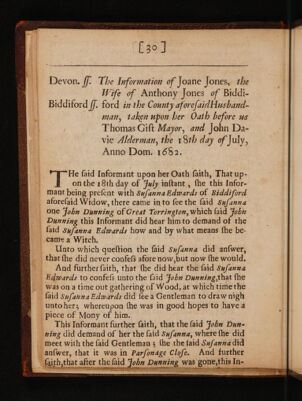 [30]
Devon. ſſ. The Information of Joane Jones, the
Wife of Anthony Jones of Biddi-
Biddiford ſſ. ford in the County aforeſaid Husband-
man, taken upon her Oath before us
Thomas Gift Mayor, and John Da-
vie Alderman, the 18th day of July,
Anno Dom. 1682.
THe ſaid Informant upon her Oath ſaith, That up-
on the 18th day of July inſtant, ſhe this Infor-
mant being preſent with Suſanna Edwards of Biddiford
aforeſaid Widow, there came in to ſee the ſaid Suſanna
one John Dunning of Great Torrington, which ſaid John
Dunning this Informant did hear him to demand of the
ſaid Suſanna Edwards how and by what means ſhe be-
came a Witch.
Unto which queſtion the ſaid Suſanna did anſwer,
that ſhe did never confeſs afore now, but now ſhe would.
And further ſaith, that ſhe did hear the ſaid Suſanna
Edwards to confeſs unto the ſaid John Dunning, that ſhe
was on a time out gathering of Wood, at which time the
ſaid Suſanna Edwards did ſee a Gentleman to draw nigh
unto her; whereupon ſhe was in good hopes to have a
piece of Mony of him.
This Informant further ſaith, that the ſaid John Dun-
ning did demand of her the ſaid Suſanna, where ſhe did
meet with the ſaid Gentleman; ſhe the ſaid Suſanna did
anſwer, that it was in Parſonage Cloſe. And further
ſaith, that after the ſaid John Dunning was gone, this In-